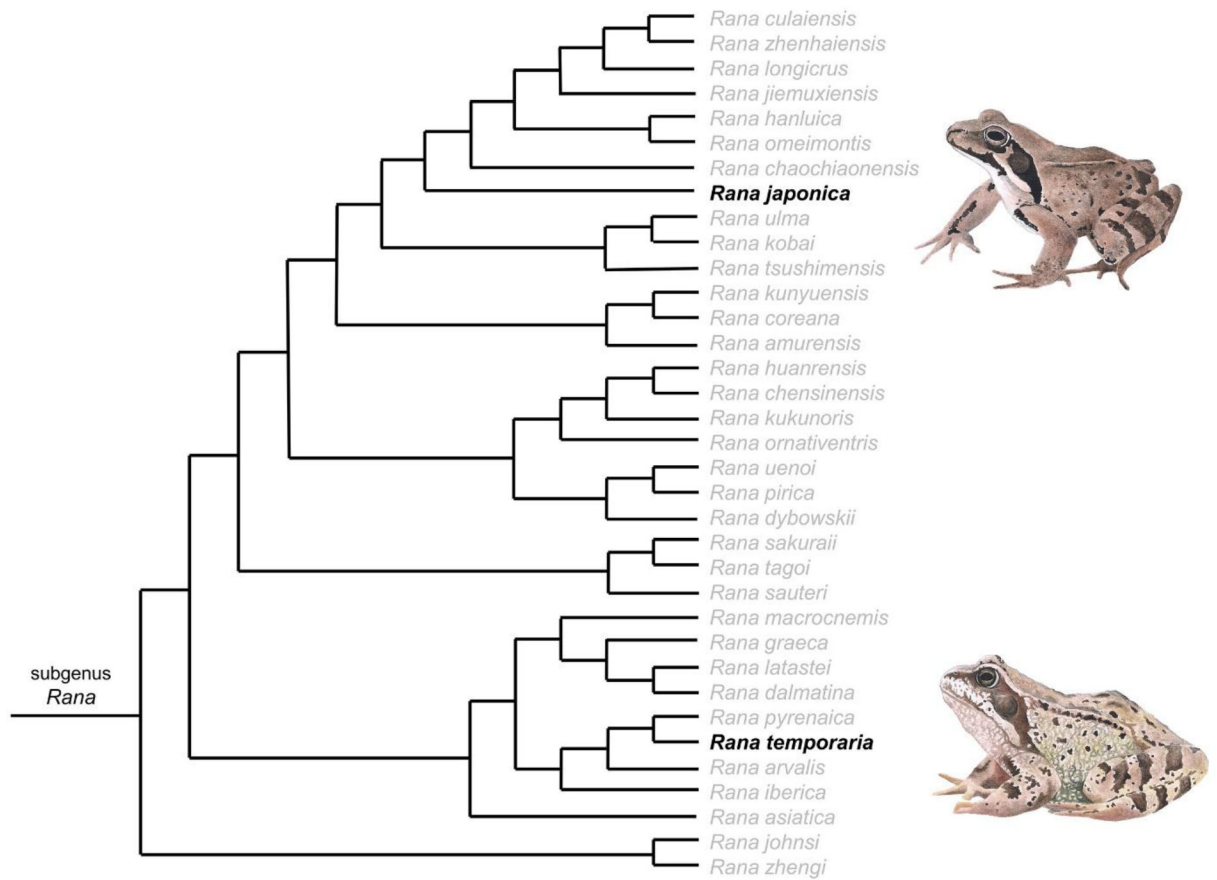 Rana culaiensis
Rana zhenhaiensis
Rana longicrus
Rana jiemuxiensis
Rana hanluica
Rana omeimontis
Rana chaochiaonensis
Rana japonica
Rana ulma
Rana kobai
Rana tsushimensis
Rana kunyuensis
Rana coreana
Rana amurensis
Rana huanrensis
Rana chensinensis
Rana kukunoris
Rana ornativentris
Rana uenoi
Rana pirica
Rana dybowskii
Rana sakuraii
Rana tagoi
Rana sauteri
Rana macrocnemis
Rana graeca
Rana latastei
Rana dalmatina
Rana pyrenaica
Rana temporaria
Rana arvalis
Rana iberica
Rana asiatica
Rana johnsi
Rana zhengi
subgenus
Rana